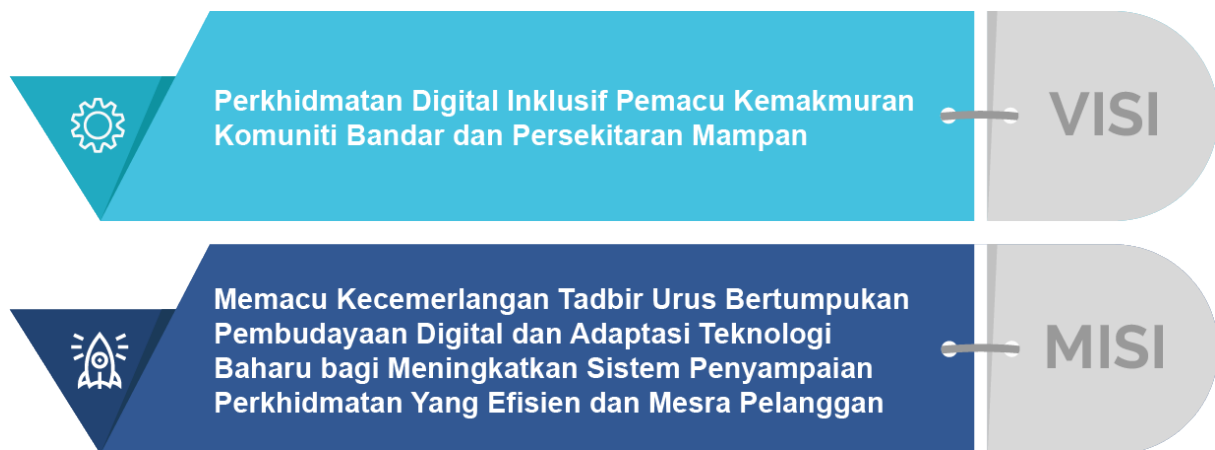 Perkhidmatan Digital Inklusif Pemacu Kemakmuran
Komuniti Bandar dan Persekitaran Mampan
VISI
Memacu Kecemerlangan Tadbir Urus Bertumpukan
Pembudayaan Digital dan Adaptasi Teknologi
Baharu bagi Meningkatkan Sistem Penyampaian
Perkhidmatan Yang Efisien dan Mesra Pelanggan
MISI